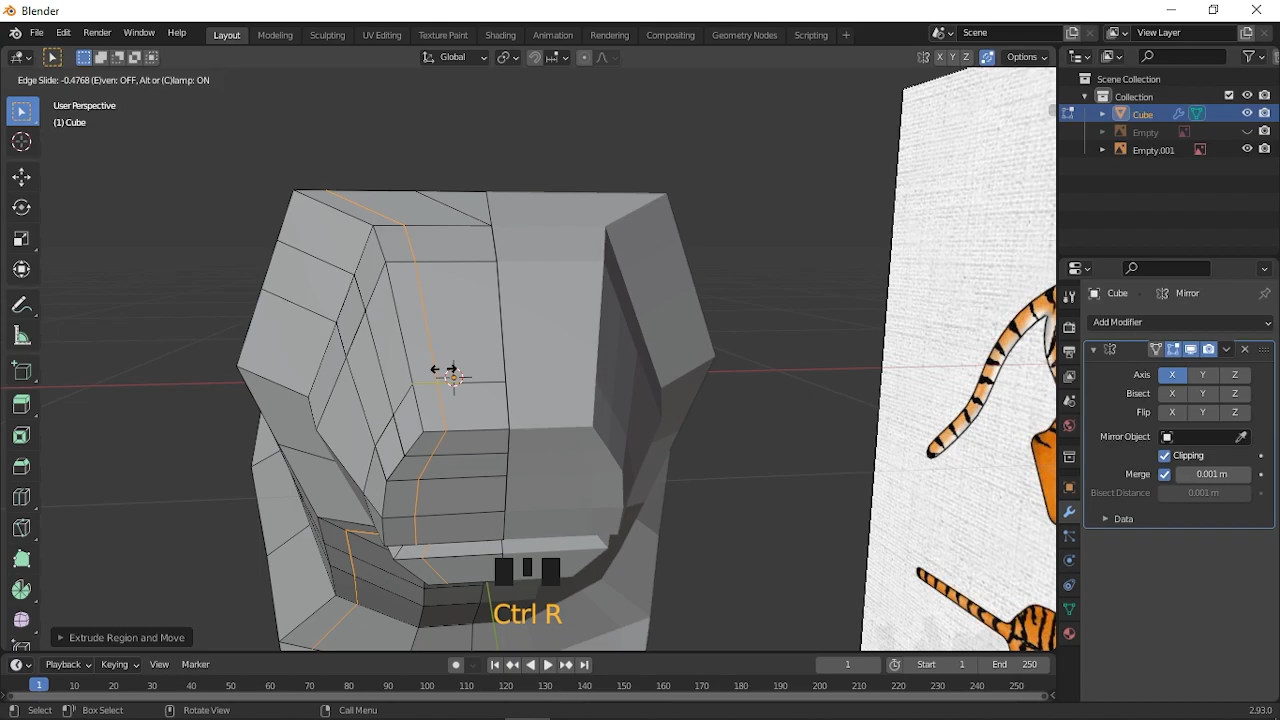 Blender
File Edit Render Window Help Layout Modeling Sculpting UV Editing Texture Paint Shading Animation Rendering Compositing Geometry Nodes Scripting + Scene View Layer
Global X Y Z Options
Edge Slide: -0.4768 (E)ven: OFF, Alt or (C)lamp: ON
User Perspective
(1) Cube
Scene Collection
Collection
Cube
Empty
Empty.001
Cube Mirror
Add Modifier
Axis X Y Z
Bisect X Y Z
Flip X Y Z
Mirror Object
Clipping
Merge 0.001 m
Bisect Distance 0.001 m
Data
Ctrl R
Extrude Region and Move
Playback Keying View Marker 1 Start 1 End 250
1 10 20 30 40 50 60 70 80 90 100 110 120 130 140 150 160 170 180 190 200 210 220 230 240 250
Select Box Select Rotate View Call Menu 2.93.0